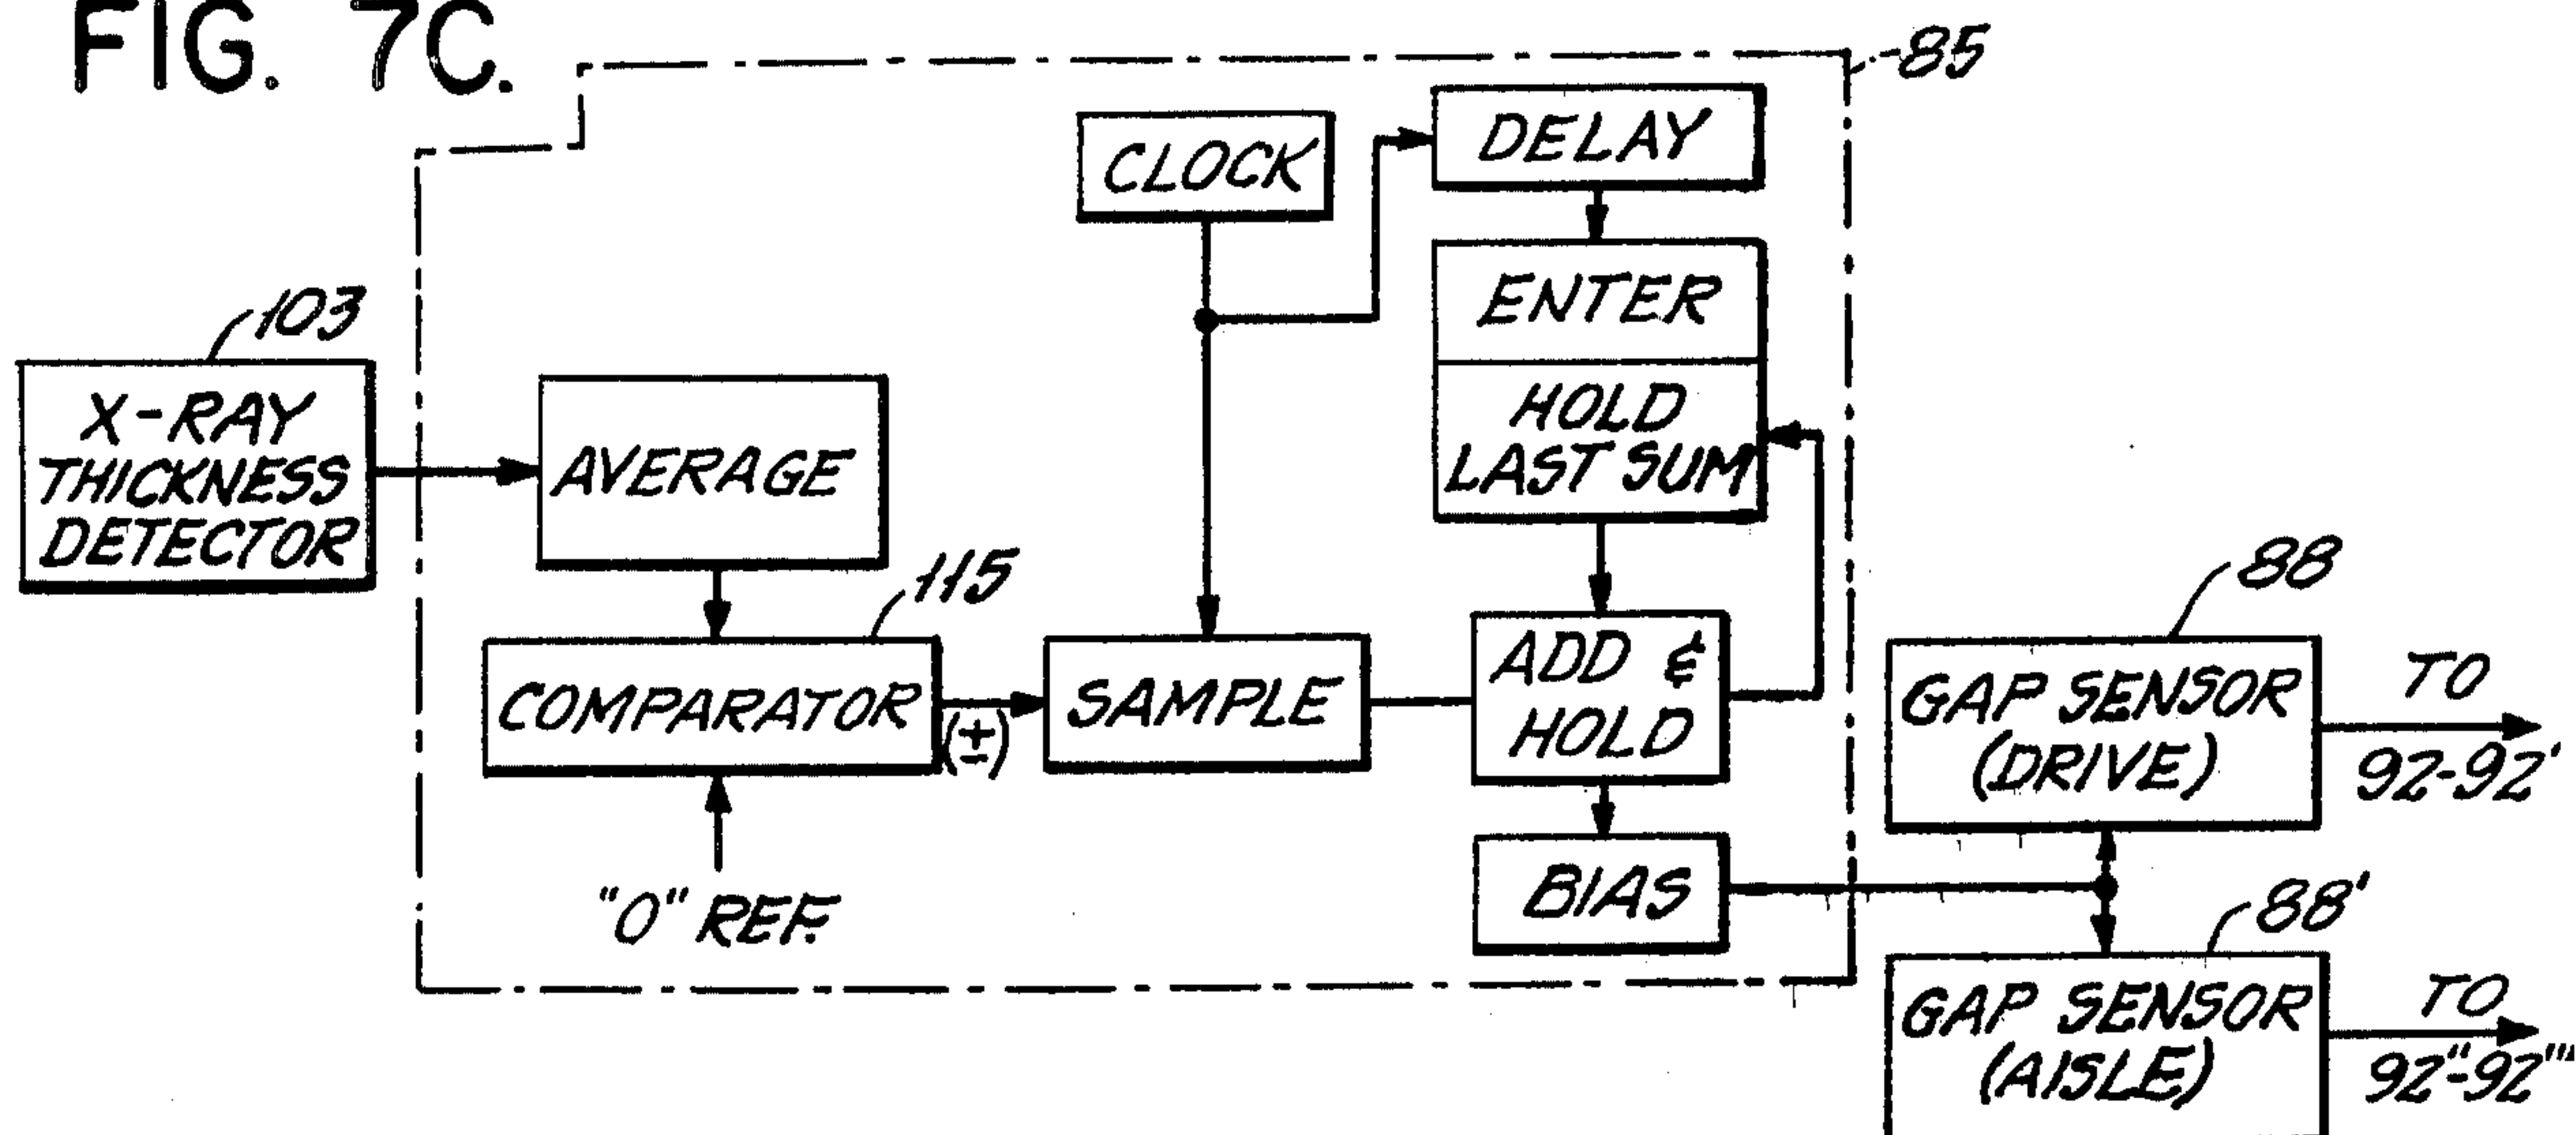 FIG. 7C.
85
CLOCK
DELAY
ENTER
HOLD
LAST SUM
103
X-RAY
THICKNESS
DETECTOR
AVERAGE
115
COMPARATOR
(±)
SAMPLE
ADD &
HOLD
"0" REF.
BIAS
88
GAP SENSOR
(DRIVE)
TO
92-92'
88'
GAP SENSOR
(AISLE)
TO
92"-92'"